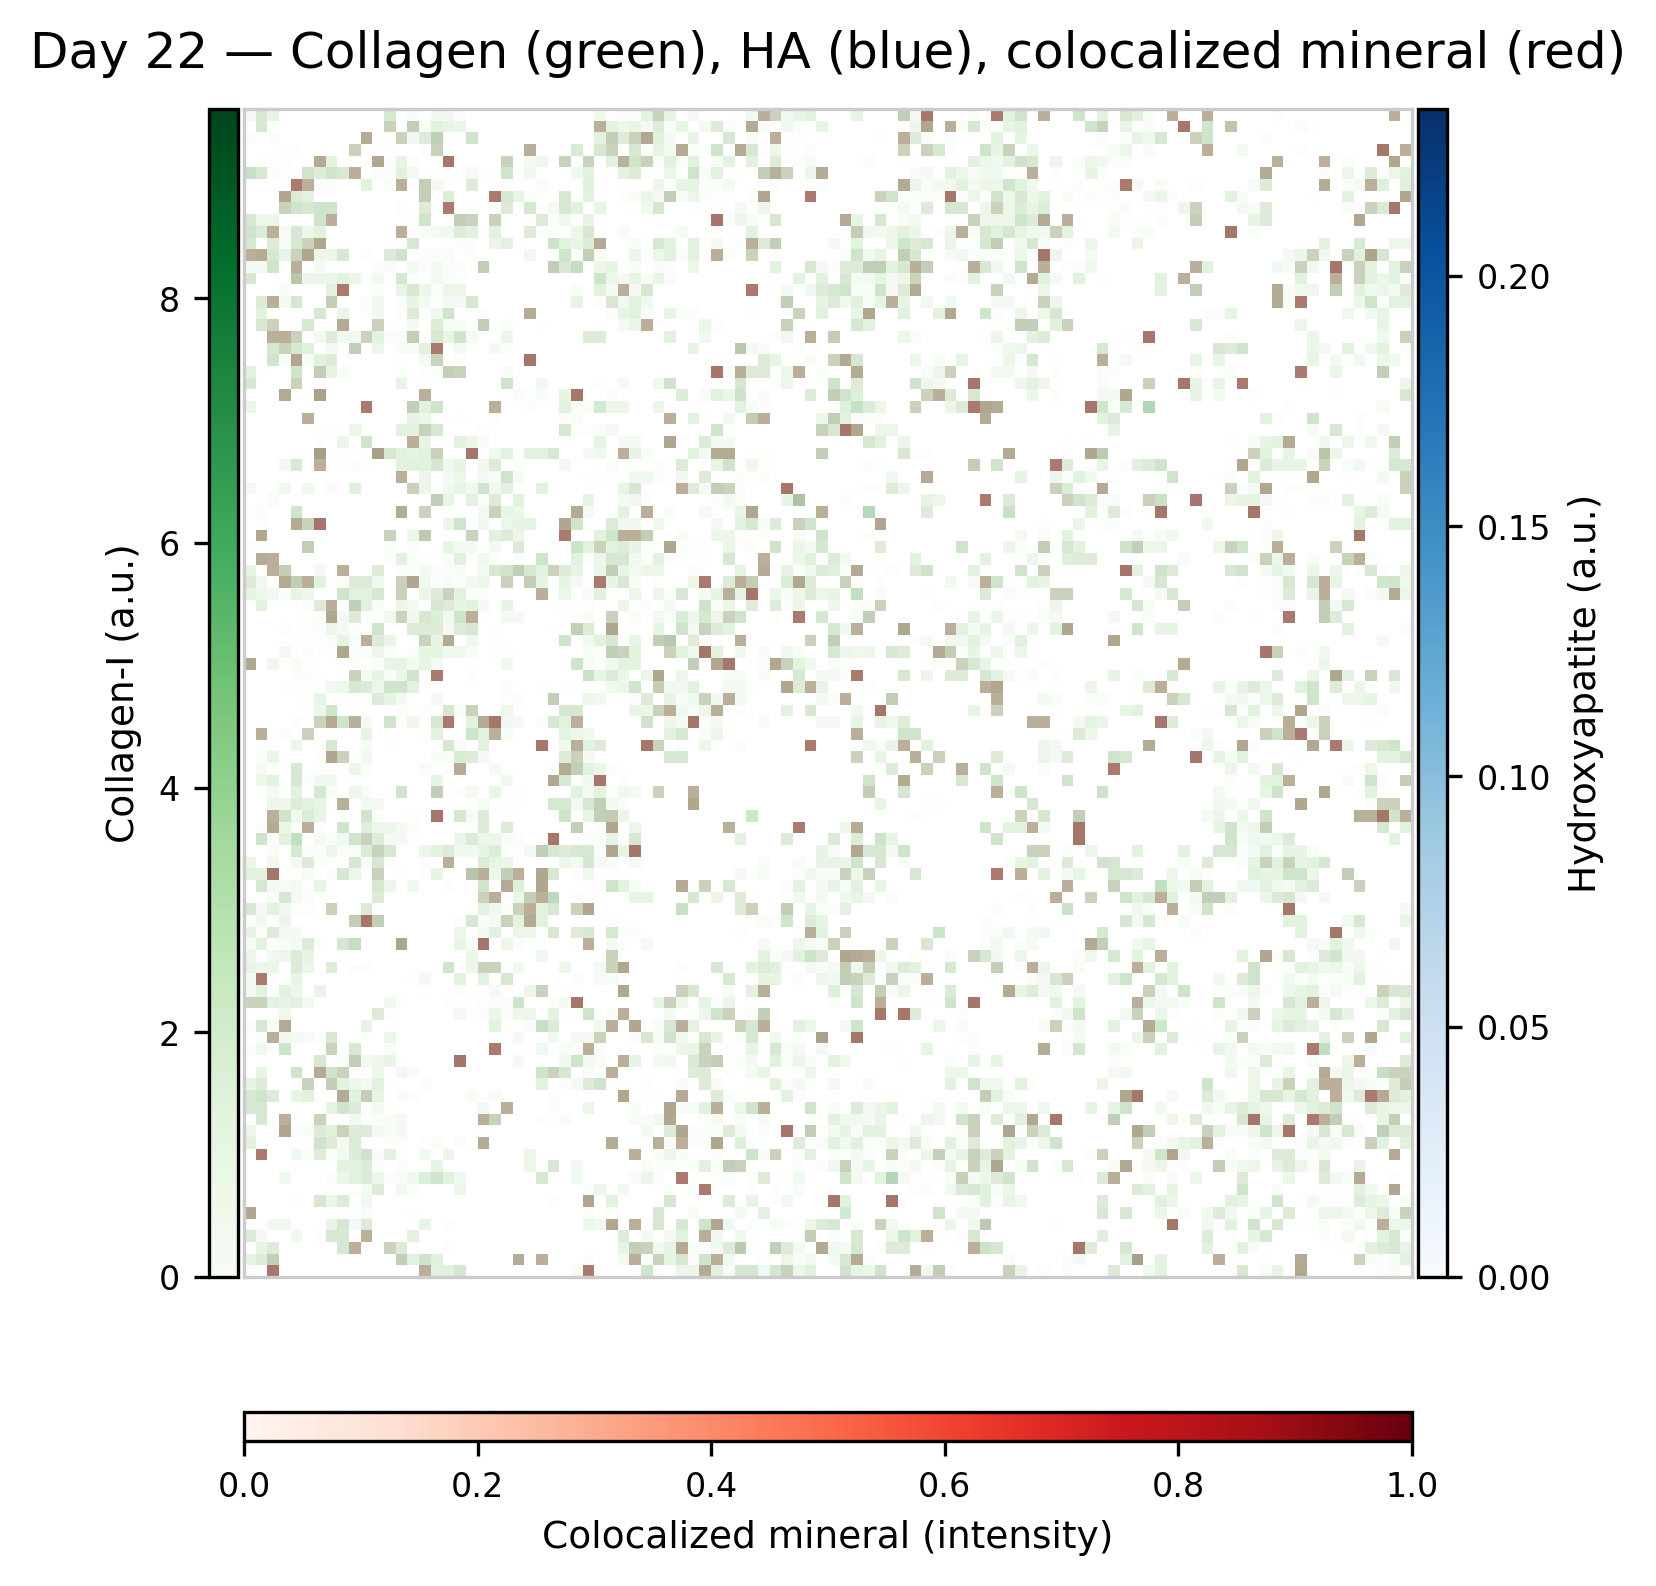 Day 22 — Collagen (green), HA (blue), colocalized mineral (red)
Collagen-I (a.u.)
8
6
4
2
0
0.20
0.15
0.10
0.05
0.00
Hydroxyapatite (a.u.)
0.0 0.2 0.4 0.6 0.8 1.0
Colocalized mineral (intensity)